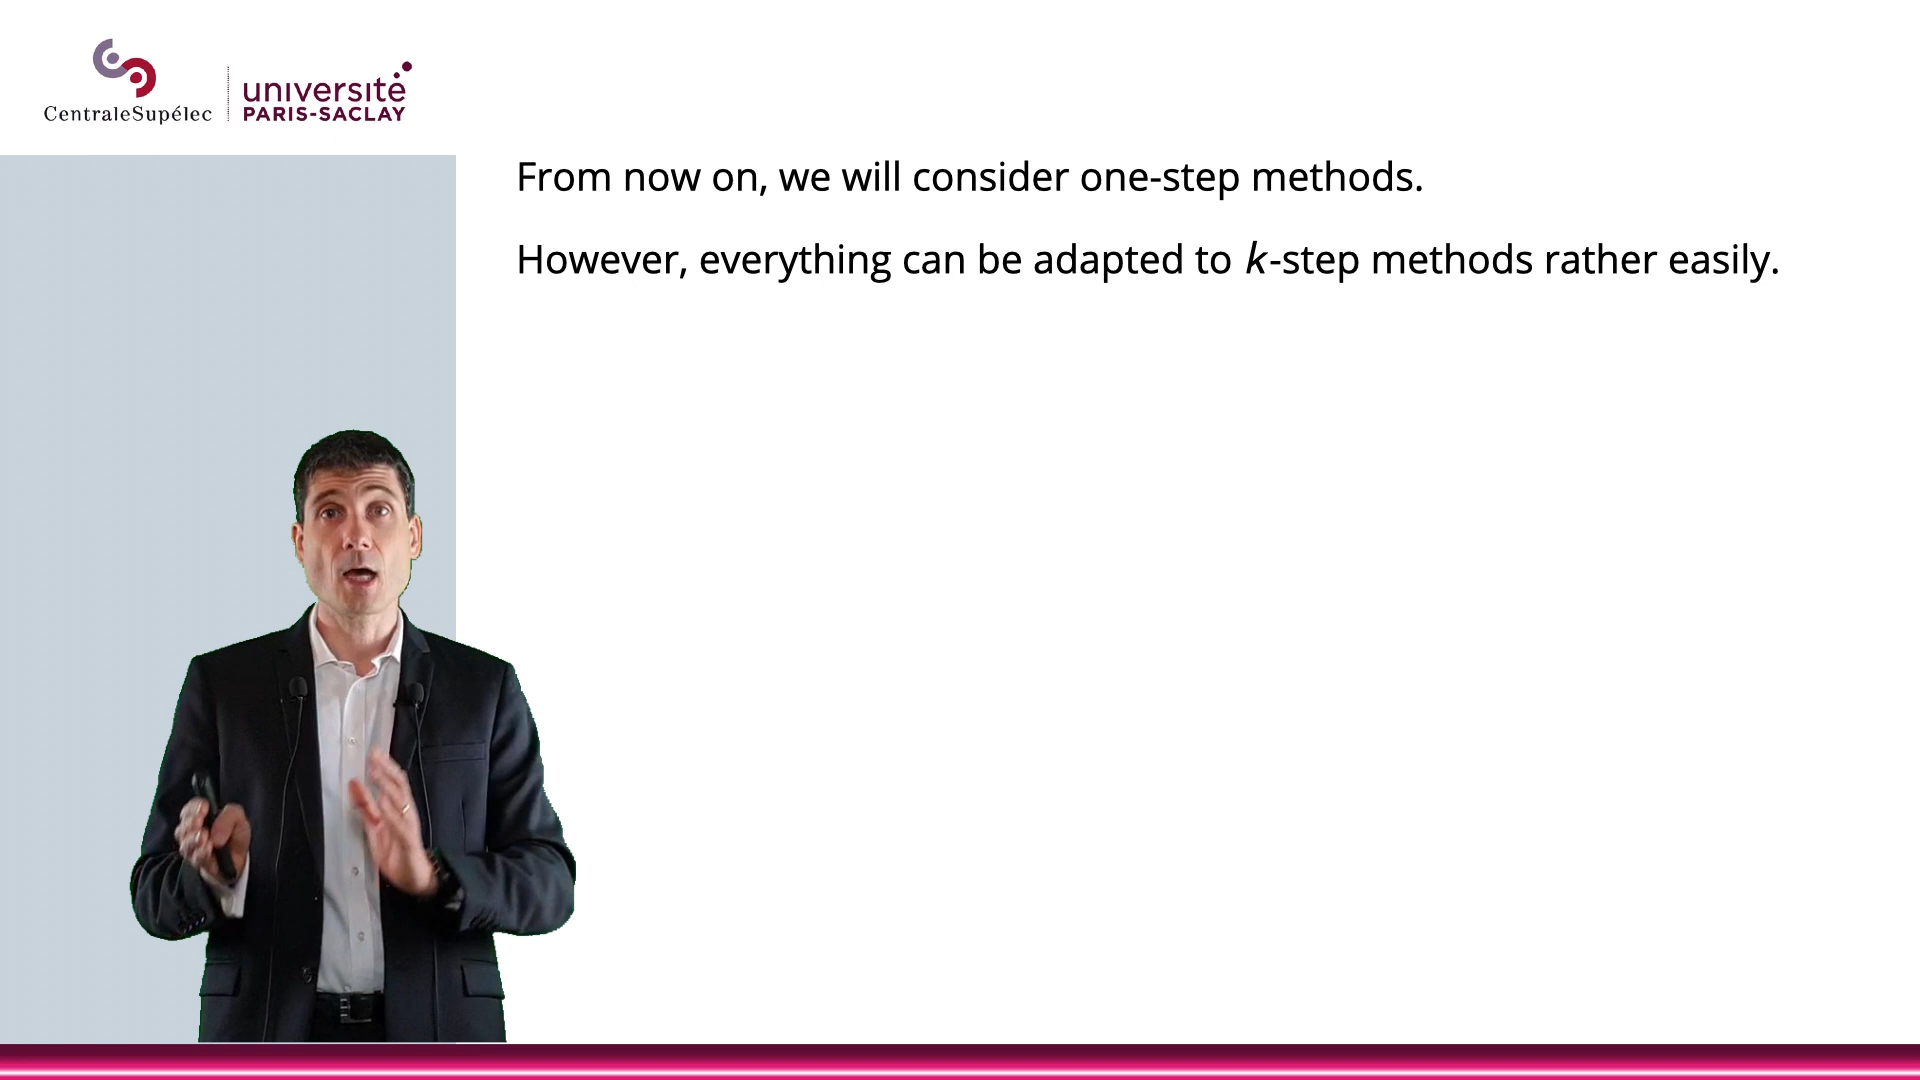 CentraleSupélec
université
PARIS-SACLAY
From now on, we will consider one-step methods.
However, everything can be adapted to k-step methods rather easily.